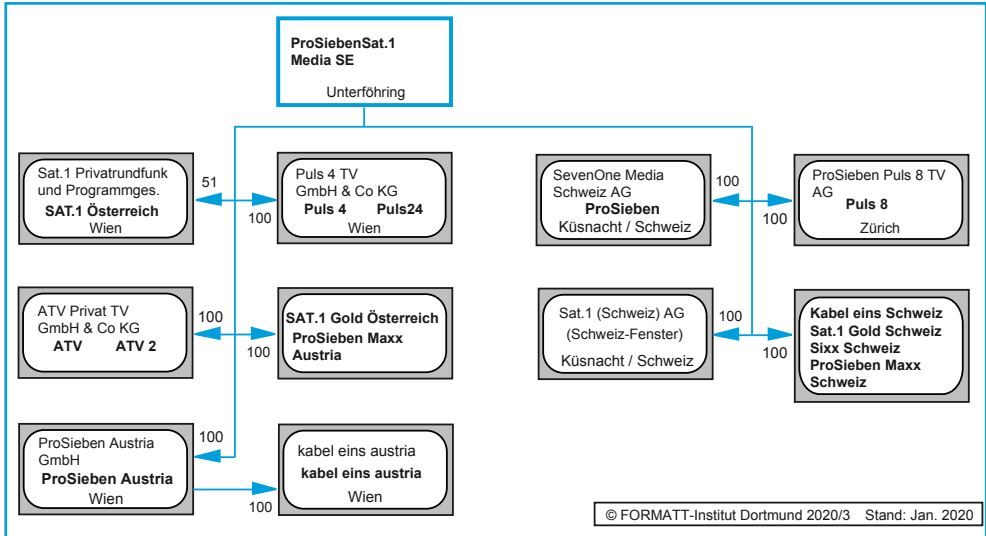 ProSiebenSat.1
Media SE
Unterföhring
Sat.1 Privatrundfunk
und Programmges.
SAT.1 Österreich
Wien
51
100
Puls 4 TV
GmbH & Co KG
Puls 4 Puls24
Wien
SevenOne Media
Schweiz AG
ProSieben
Küsnacht / Schweiz
100
100
ProSieben Puls 8 TV
AG
Puls 8
Zürich
ATV Privat TV
GmbH & Co KG
ATV ATV 2
100
100
SAT.1 Gold Österreich
ProSieben Maxx
Austria
Sat.1 (Schweiz) AG
(Schweiz-Fenster)
Küsnacht / Schweiz
100
100
Kabel eins Schweiz
Sat.1 Gold Schweiz
Sixx Schweiz
ProSieben Maxx
Schweiz
ProSieben Austria
GmbH
ProSieben Austria
Wien
100
100
kabel eins austria
kabel eins austria
Wien
© FORMATT-Institut Dortmund 2020/3 Stand: Jan. 2020